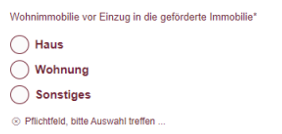 Wohnimmobilie vor Einzug in die geförderte Immobilie*
Haus
Wohnung
Sonstiges
Pflichtfeld, bitte Auswahl treffen ...